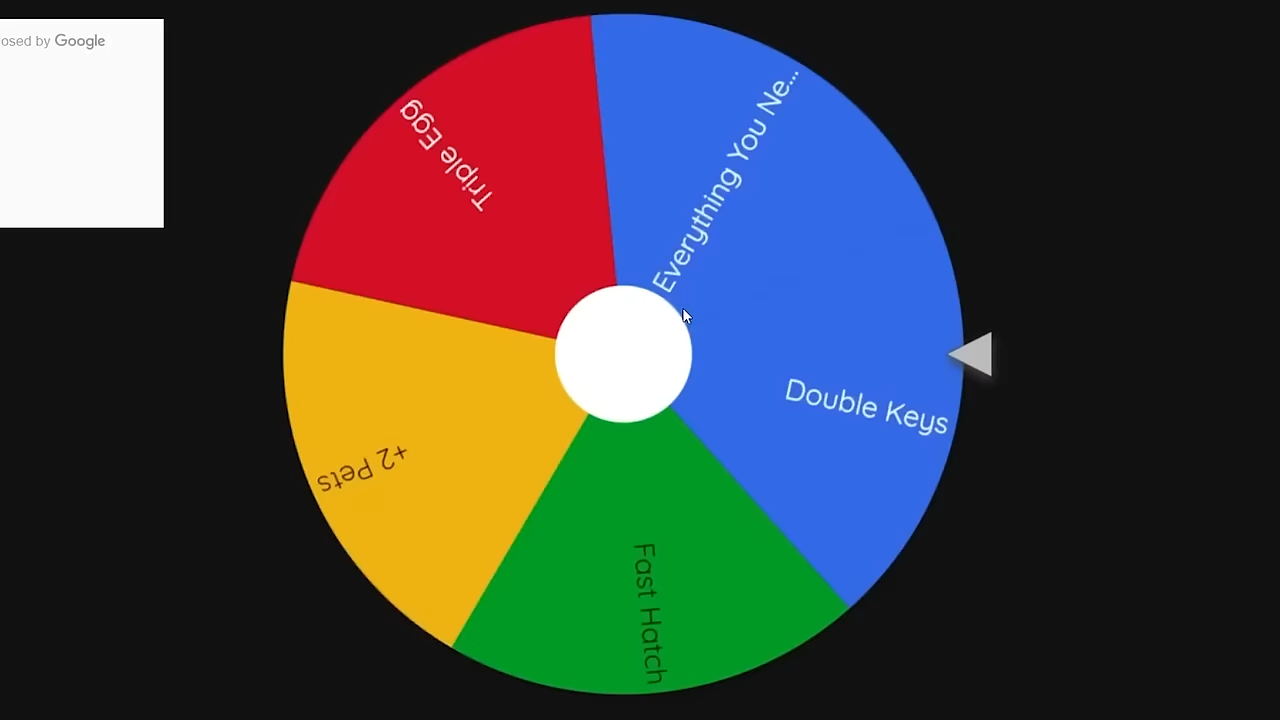 osed by Google
Triple Egg
Everything You Ne...
Double Keys
+2 Pets
Fast Hatch